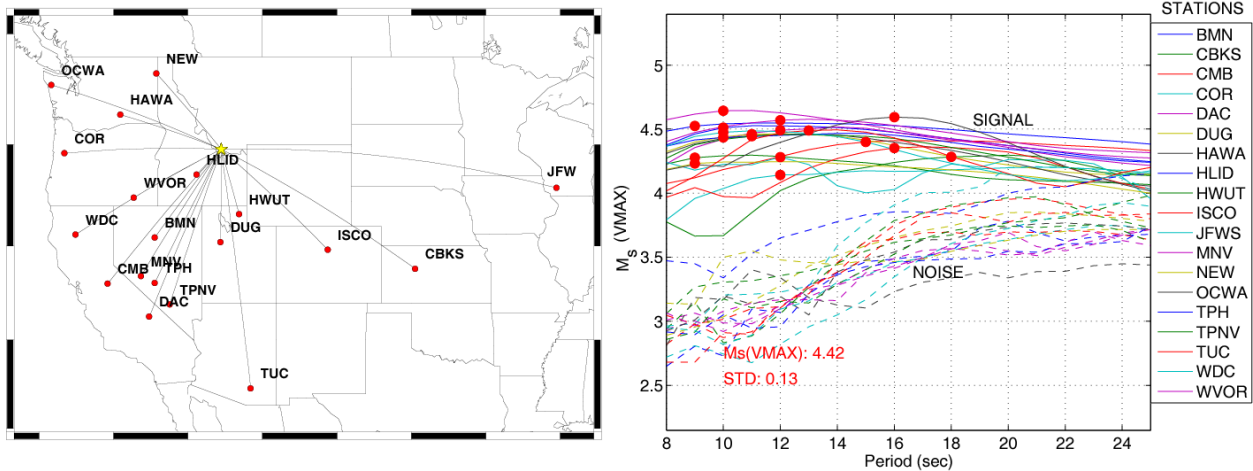 NEW
OCWA
HAWA
COR
HLID
JFW
WVOR
HWUT
WDC
BMN
DUG
ISCO
CBKS
MNV
CMB
TPH
TPNV
DAC
TUC
5
4.5
4
3.5
3
2.5
Ms (VMAX)
SIGNAL
NOISE
Ms(VMAX): 4.42
STD: 0.13
8 10 12 14 16 18 20 22 24
Period (sec)
STATIONS
BMN
CBKS
CMB
COR
DAC
DUG
HAWA
HLID
HWUT
ISCO
JFWS
MNV
NEW
OCWA
TPH
TPNV
TUC
WDC
WVOR